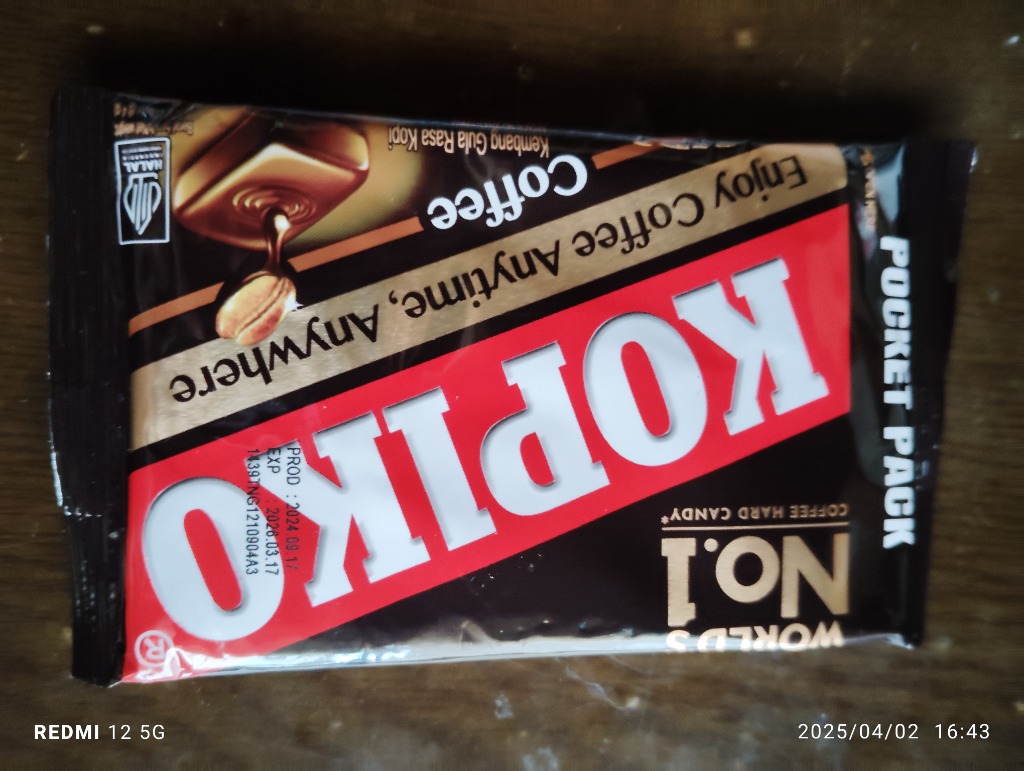 WORLD'S
NO.1
COFFEE HARD CANDY*
KOPIKO
®
PROD : 2024.09.17
EXP : 2026.03.17
1439TNG1210904A3
Enjoy Coffee Anytime, Anywhere
Coffee
Kembang Gula Rasa Kopi
HALAL
POCKET PACK
REDMI 12 5G
2025/04/02 16:43